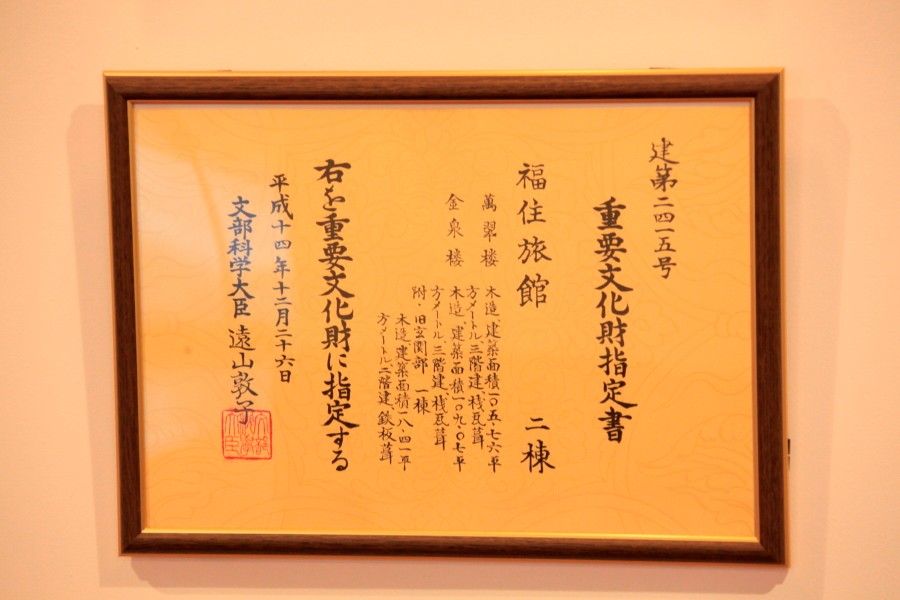 建第二四一五号
重要文化財指定書
福住旅館 二棟
萬翠楼 木造、建築面積一〇五・七六平
方メートル、三階建、桟瓦葺
金泉楼 木造、建築面積一〇九・〇七平
方メートル、三階建、桟瓦葺
附・旧玄関部 一棟
木造、建築面積一八・四一平
方メートル、二階建、鉄板葺
右を重要文化財に指定する
平成十四年十二月二十六日
文部科学大臣 遠山敦子